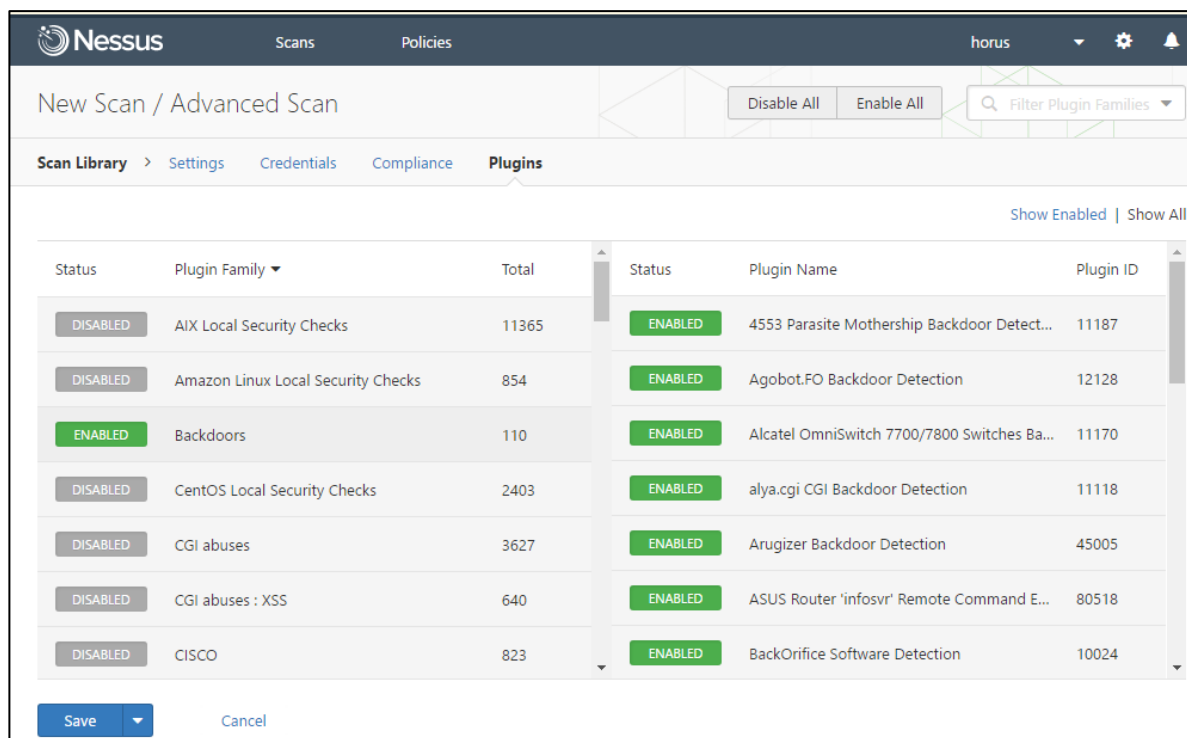 Nessus Scans Policies horus
New Scan / Advanced Scan Disable All Enable All Filter Plugin Families
Scan Library > Settings Credentials Compliance Plugins
Show Enabled | Show All
Status Plugin Family Total Status Plugin Name Plugin ID
DISABLED AIX Local Security Checks 11365 ENABLED 4553 Parasite Mothership Backdoor Detect... 11187
DISABLED Amazon Linux Local Security Checks 854 ENABLED Agobot.FO Backdoor Detection 12128
ENABLED Backdoors 110 ENABLED Alcatel OmniSwitch 7700/7800 Switches Ba... 11170
DISABLED CentOS Local Security Checks 2403 ENABLED alya.cgi CGI Backdoor Detection 11118
DISABLED CGI abuses 3627 ENABLED Arugizer Backdoor Detection 45005
DISABLED CGI abuses : XSS 640 ENABLED ASUS Router 'infosvr' Remote Command E... 80518
DISABLED CISCO 823 ENABLED BackOrifice Software Detection 10024
Save Cancel